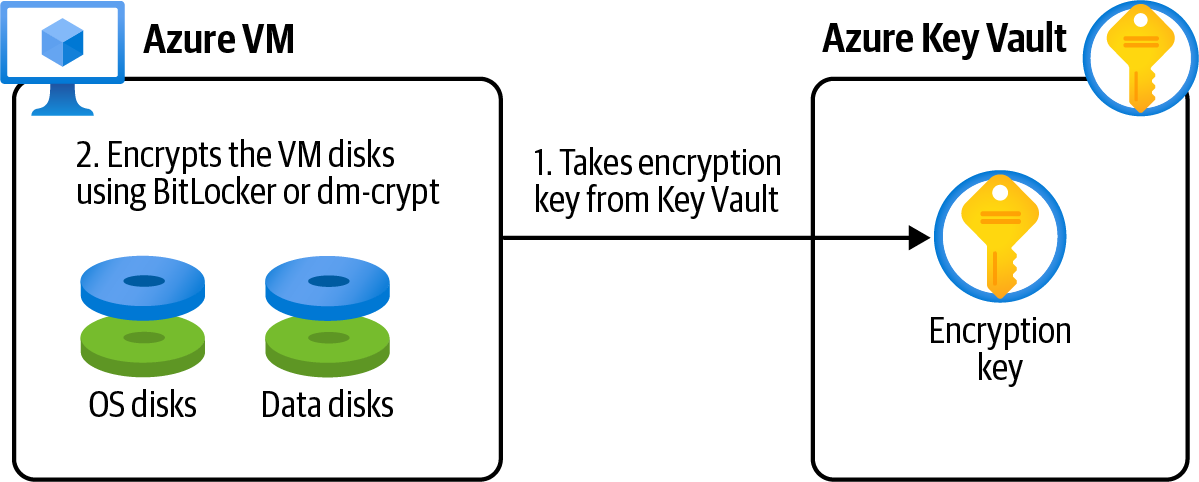 Azure VM
Azure Key Vault
2. Encrypts the VM disks
using BitLocker or dm-crypt
1. Takes encryption
key from Key Vault
OS disks
Data disks
Encryption
key